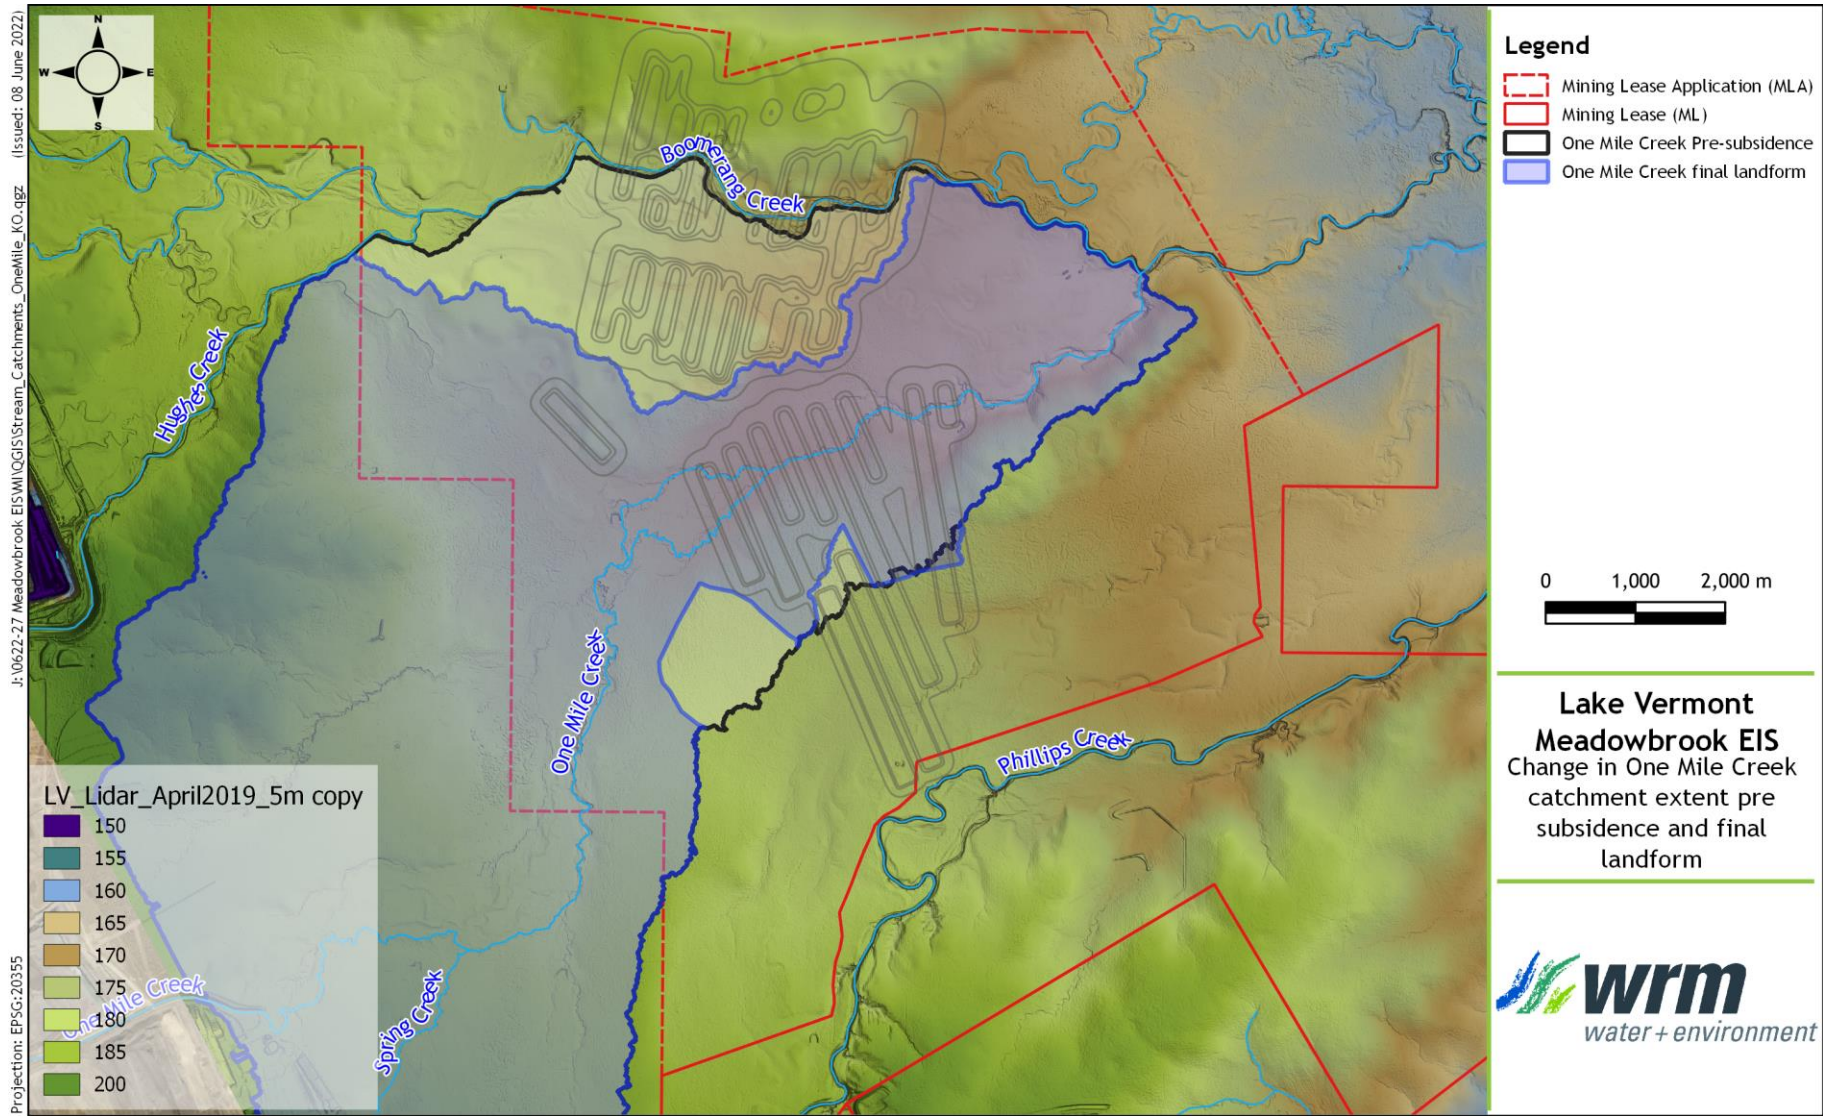 J:\0622-27 Meadowbrook EIS\MI\QGIS\Stream_Catchments_OneMile_KO.qgz (Issued: 08 June 2022)
Projection: EPSG:20355
N
W E
S
Boomerang Creek
Hughes Creek
One Mile Creek
Phillips Creek
One Mile Creek
Spring Creek
LV_Lidar_April2019_5m copy
150
155
160
165
170
175
180
185
200
Legend
Mining Lease Application (MLA)
Mining Lease (ML)
One Mile Creek Pre-subsidence
One Mile Creek final landform
0 1,000 2,000 m
Lake Vermont
Meadowbrook EIS
Change in One Mile Creek
catchment extent pre
subsidence and final
landform
wrm
water + environment